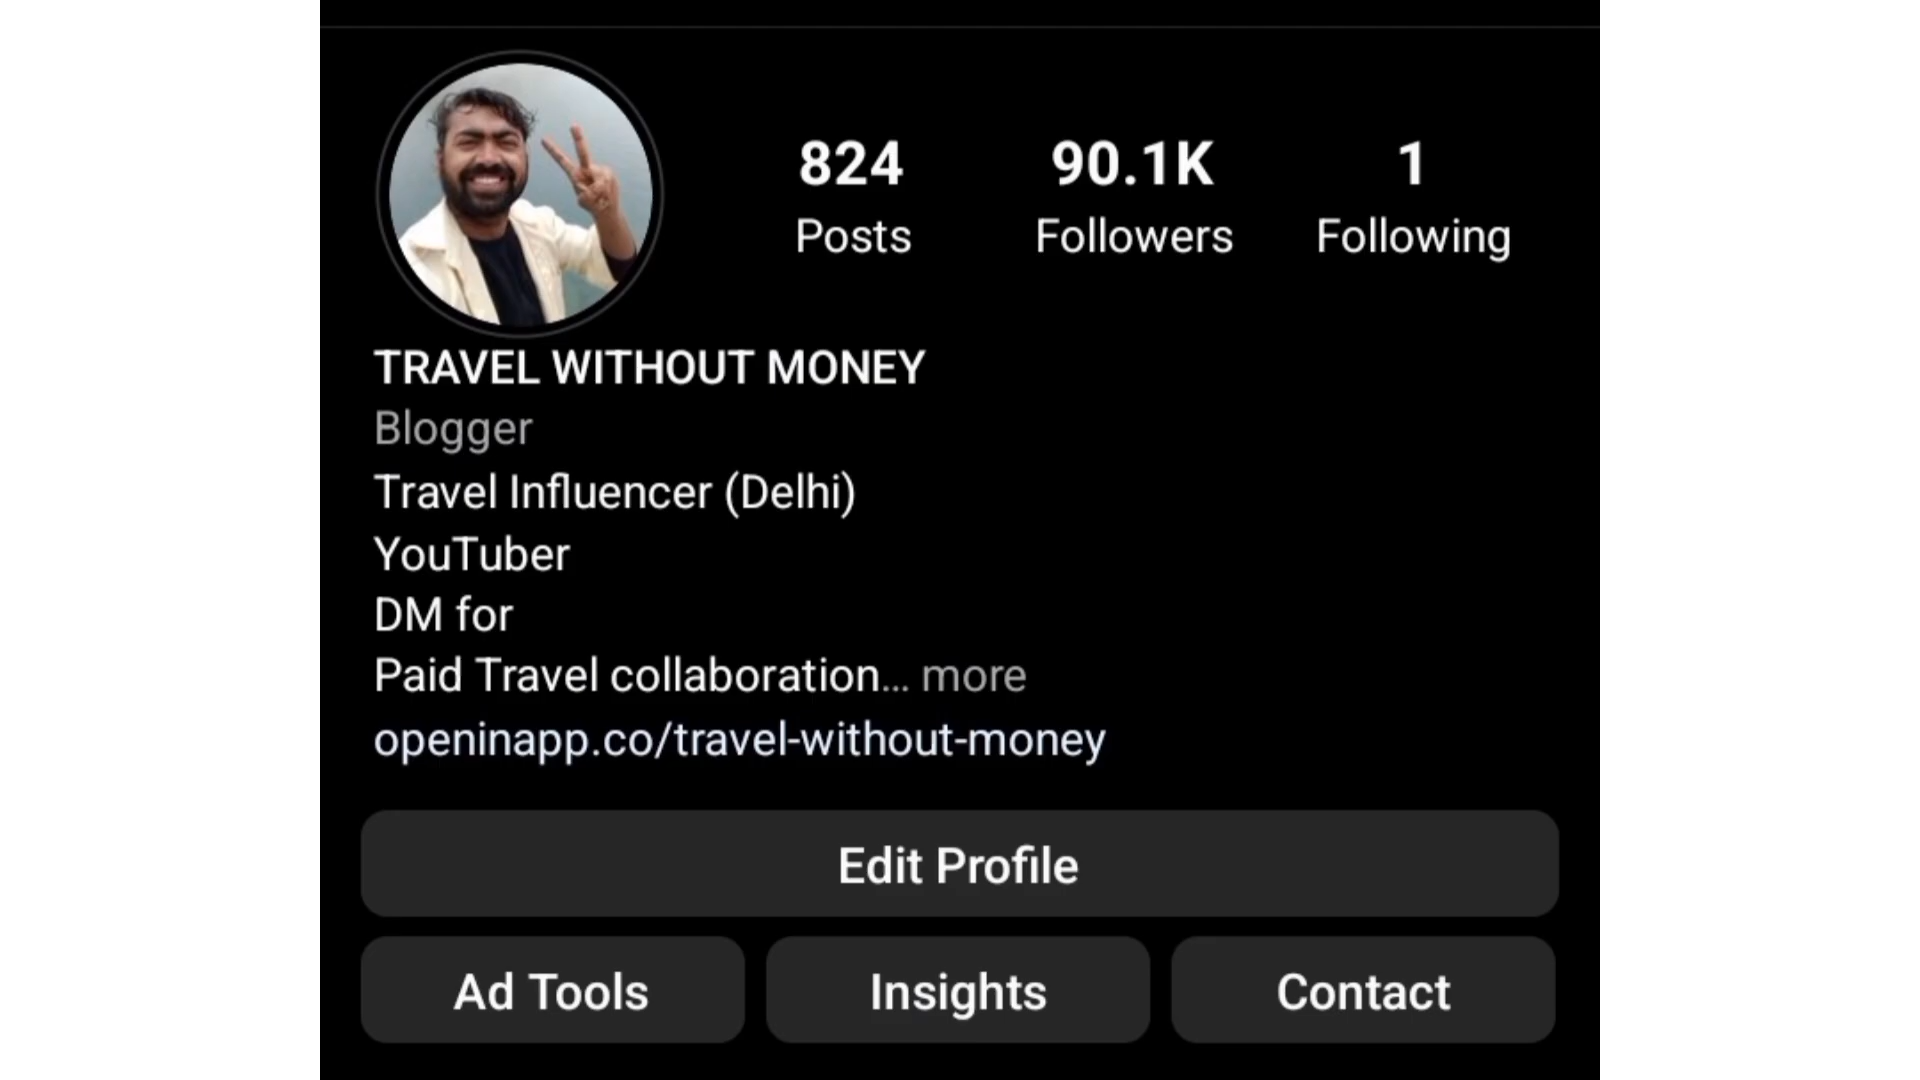 824 90.1K 1
Posts Followers Following
TRAVEL WITHOUT MONEY
Blogger
Travel Influencer (Delhi)
YouTuber
DM for
Paid Travel collaboration... more
openinapp.co/travel-without-money
Edit Profile
Ad Tools Insights Contact